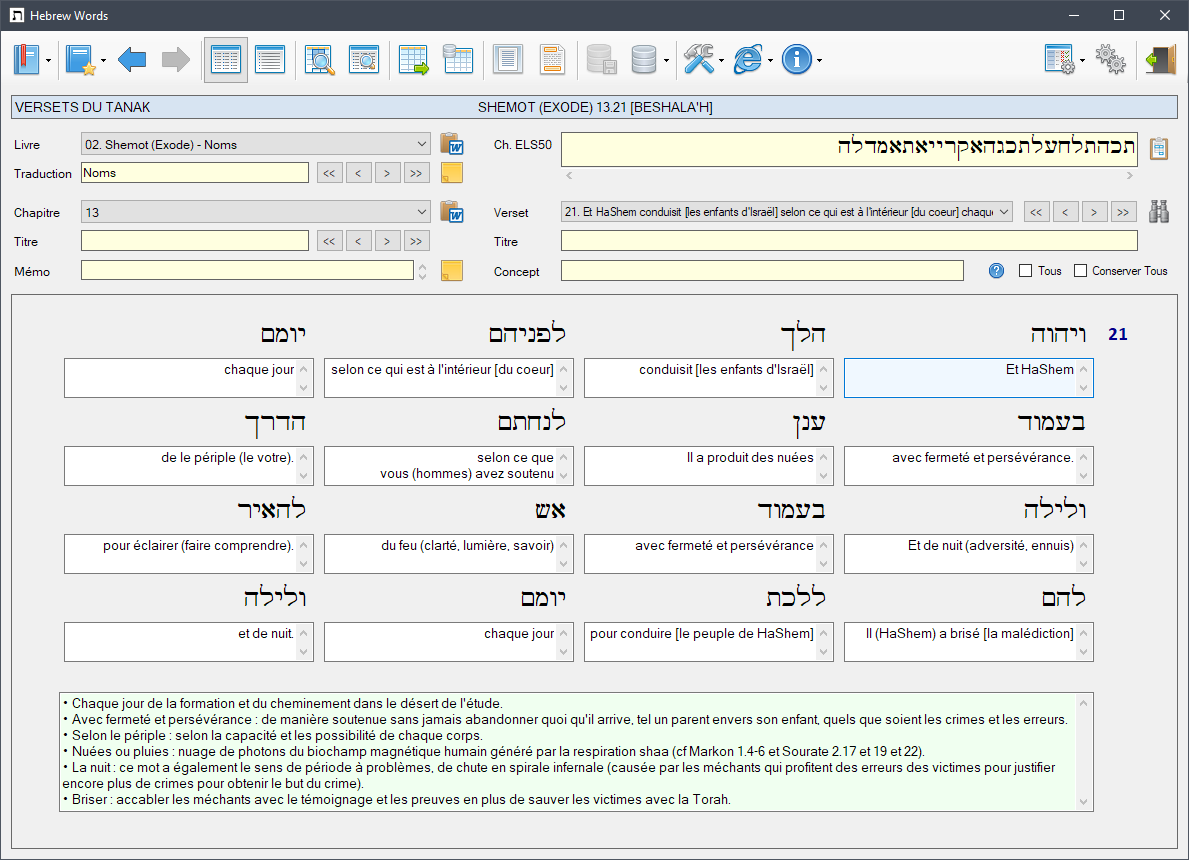 Hebrew Words
VERSETS DU TANAK
SHEMOT (EXODE) 13.21 [BESHALA'H]
Livre
02. Shemot (Exode) - Noms
Ch. ELS50
תכהתלחעלתכגהאקרייאתאמדלה
Traduction
Noms
<< < > >>
Chapitre
13
Verset
21. Et HaShem conduisit [les enfants d'Israël] selon ce qui est à l'intérieur [du coeur] chaqu
<< < > >>
Titre
<< < > >>
Titre
Mémo
Concept
Tous
Conserver Tous
21
ויהוה הלך לפניהם יומם
Et HaShem
conduisit [les enfants d'Israël]
selon ce qui est à l'intérieur [du coeur]
chaque jour
בעמוד ענן לנחתם הדרך
avec fermeté et persévérance.
Il a produit des nuées
selon ce que
vous (hommes) avez soutenu
de le périple (le votre).
ולילה בעמוד אש להאיר
Et de nuit (adversité, ennuis)
avec fermeté et persévérance
du feu (clarté, lumière, savoir)
pour éclairer (faire comprendre).
להם ללכת יומם ולילה
Il (HaShem) a brisé [la malédiction]
pour conduire [le peuple de HaShem]
chaque jour
et de nuit.
• Chaque jour de la formation et du cheminement dans le désert de l'étude.
• Avec fermeté et persévérance : de manière soutenue sans jamais abandonner quoi qu'il arrive, tel un parent envers son enfant, quels que soient les crimes et les erreurs.
• Selon le périple : selon la capacité et les possibilité de chaque corps.
• Nuées ou pluies : nuage de photons du biochamp magnétique humain généré par la respiration shaa (cf Markon 1.4-6 et Sourate 2.17 et 19 et 22).
• La nuit : ce mot a également le sens de période à problèmes, de chute en spirale infernale (causée par les méchants qui profitent des erreurs des victimes pour justifier
encore plus de crimes pour obtenir le but du crime).
• Briser : accabler les méchants avec le témoignage et les preuves en plus de sauver les victimes avec la Torah.